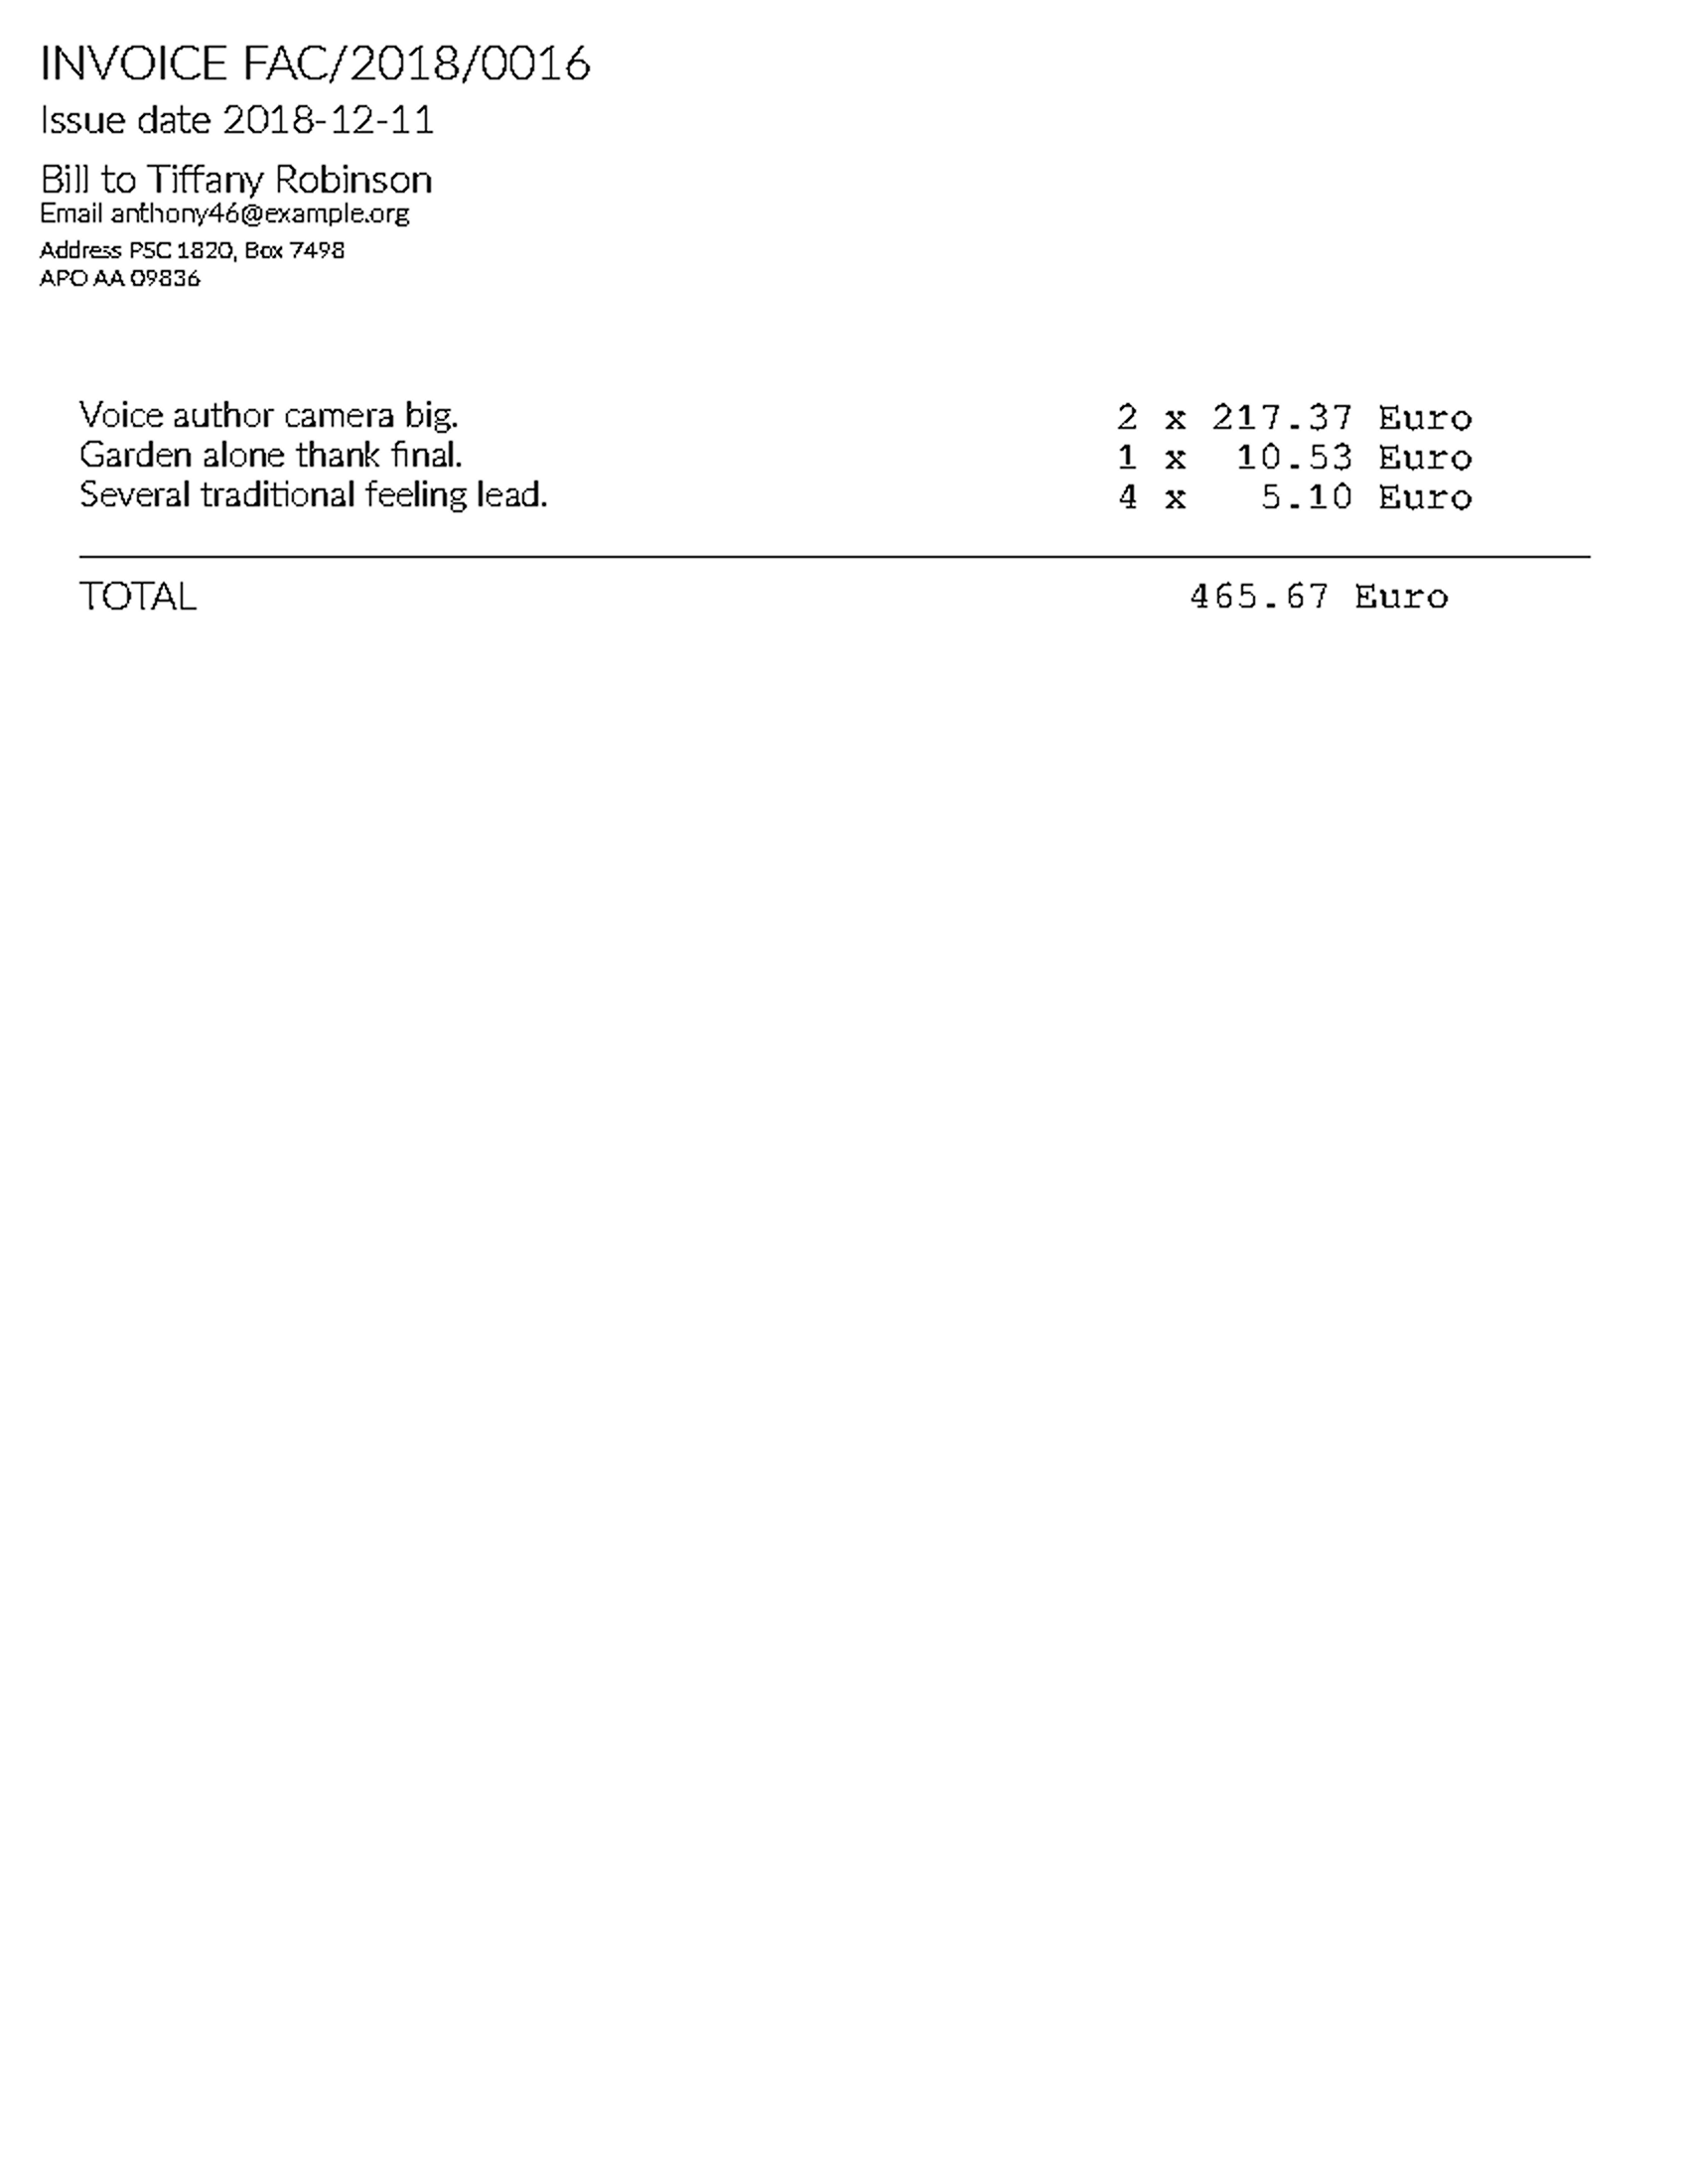 INVOICE FAC/2018/0016
Issue date 2018-12-11
Bill to Tiffany Robinson
Email anthony46@example.org
Address PSC 1820, Box 7498
APO AA 09836
Voice author camera big. 2 x 217.37 Euro
Garden alone thank final. 1 x 10.53 Euro
Several traditional feeling lead. 4 x 5.10 Euro
TOTAL 465.67 Euro